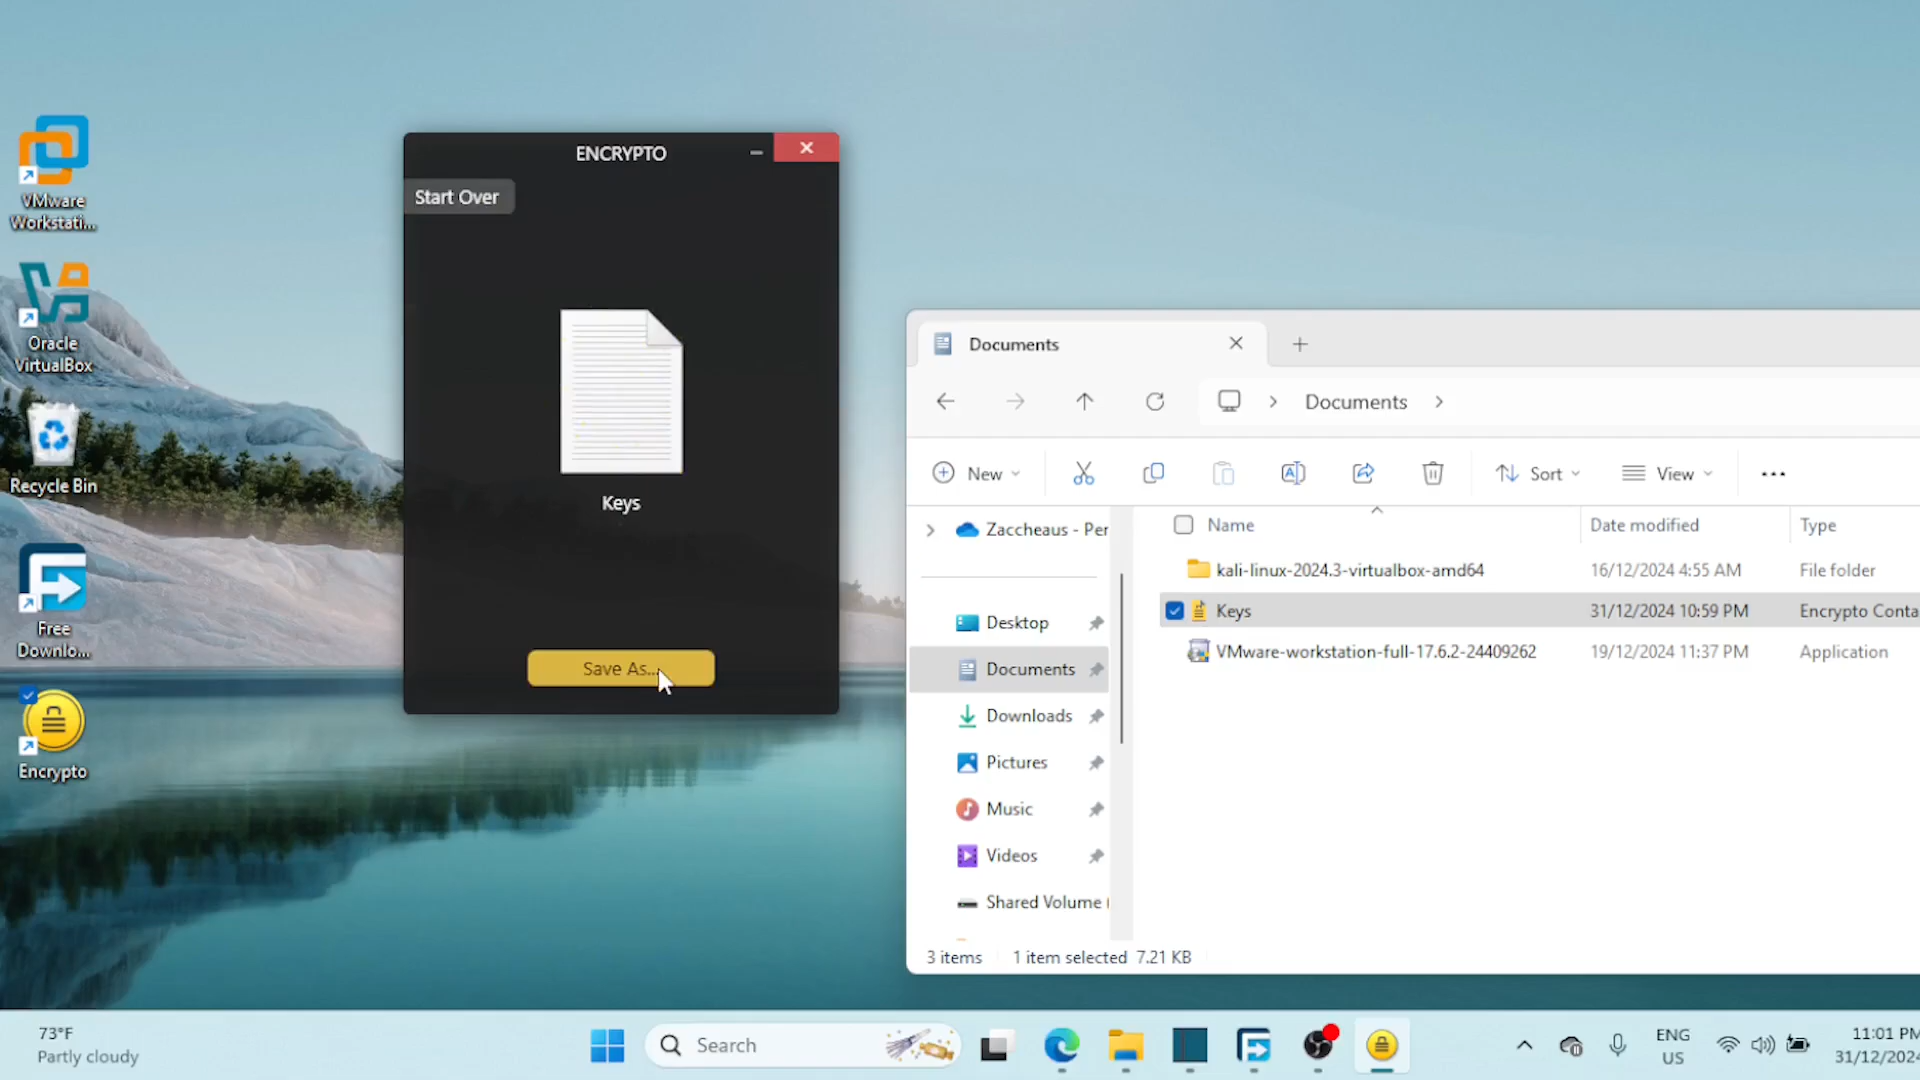 VMware
Workstati...
Oracle
VirtualBox
Recycle Bin
Free
Downlo...
Encrypto
ENCRYPTO
Start Over
Keys
Save As...
Documents
Documents
New
Sort
View
Zaccheaus - Per
Desktop
Documents
Downloads
Pictures
Music
Videos
Shared Volume
Name
Date modified
Type
kali-linux-2024.3-virtualbox-amd64
16/12/2024 4:55 AM
File folder
Keys
31/12/2024 10:59 PM
Encrypto Conta
VMware-workstation-full-17.6.2-24409262
19/12/2024 11:37 PM
Application
3 items
1 item selected 7.21 KB
73°F
Partly cloudy
Search
ENG
US
11:01 PM
31/12/2024